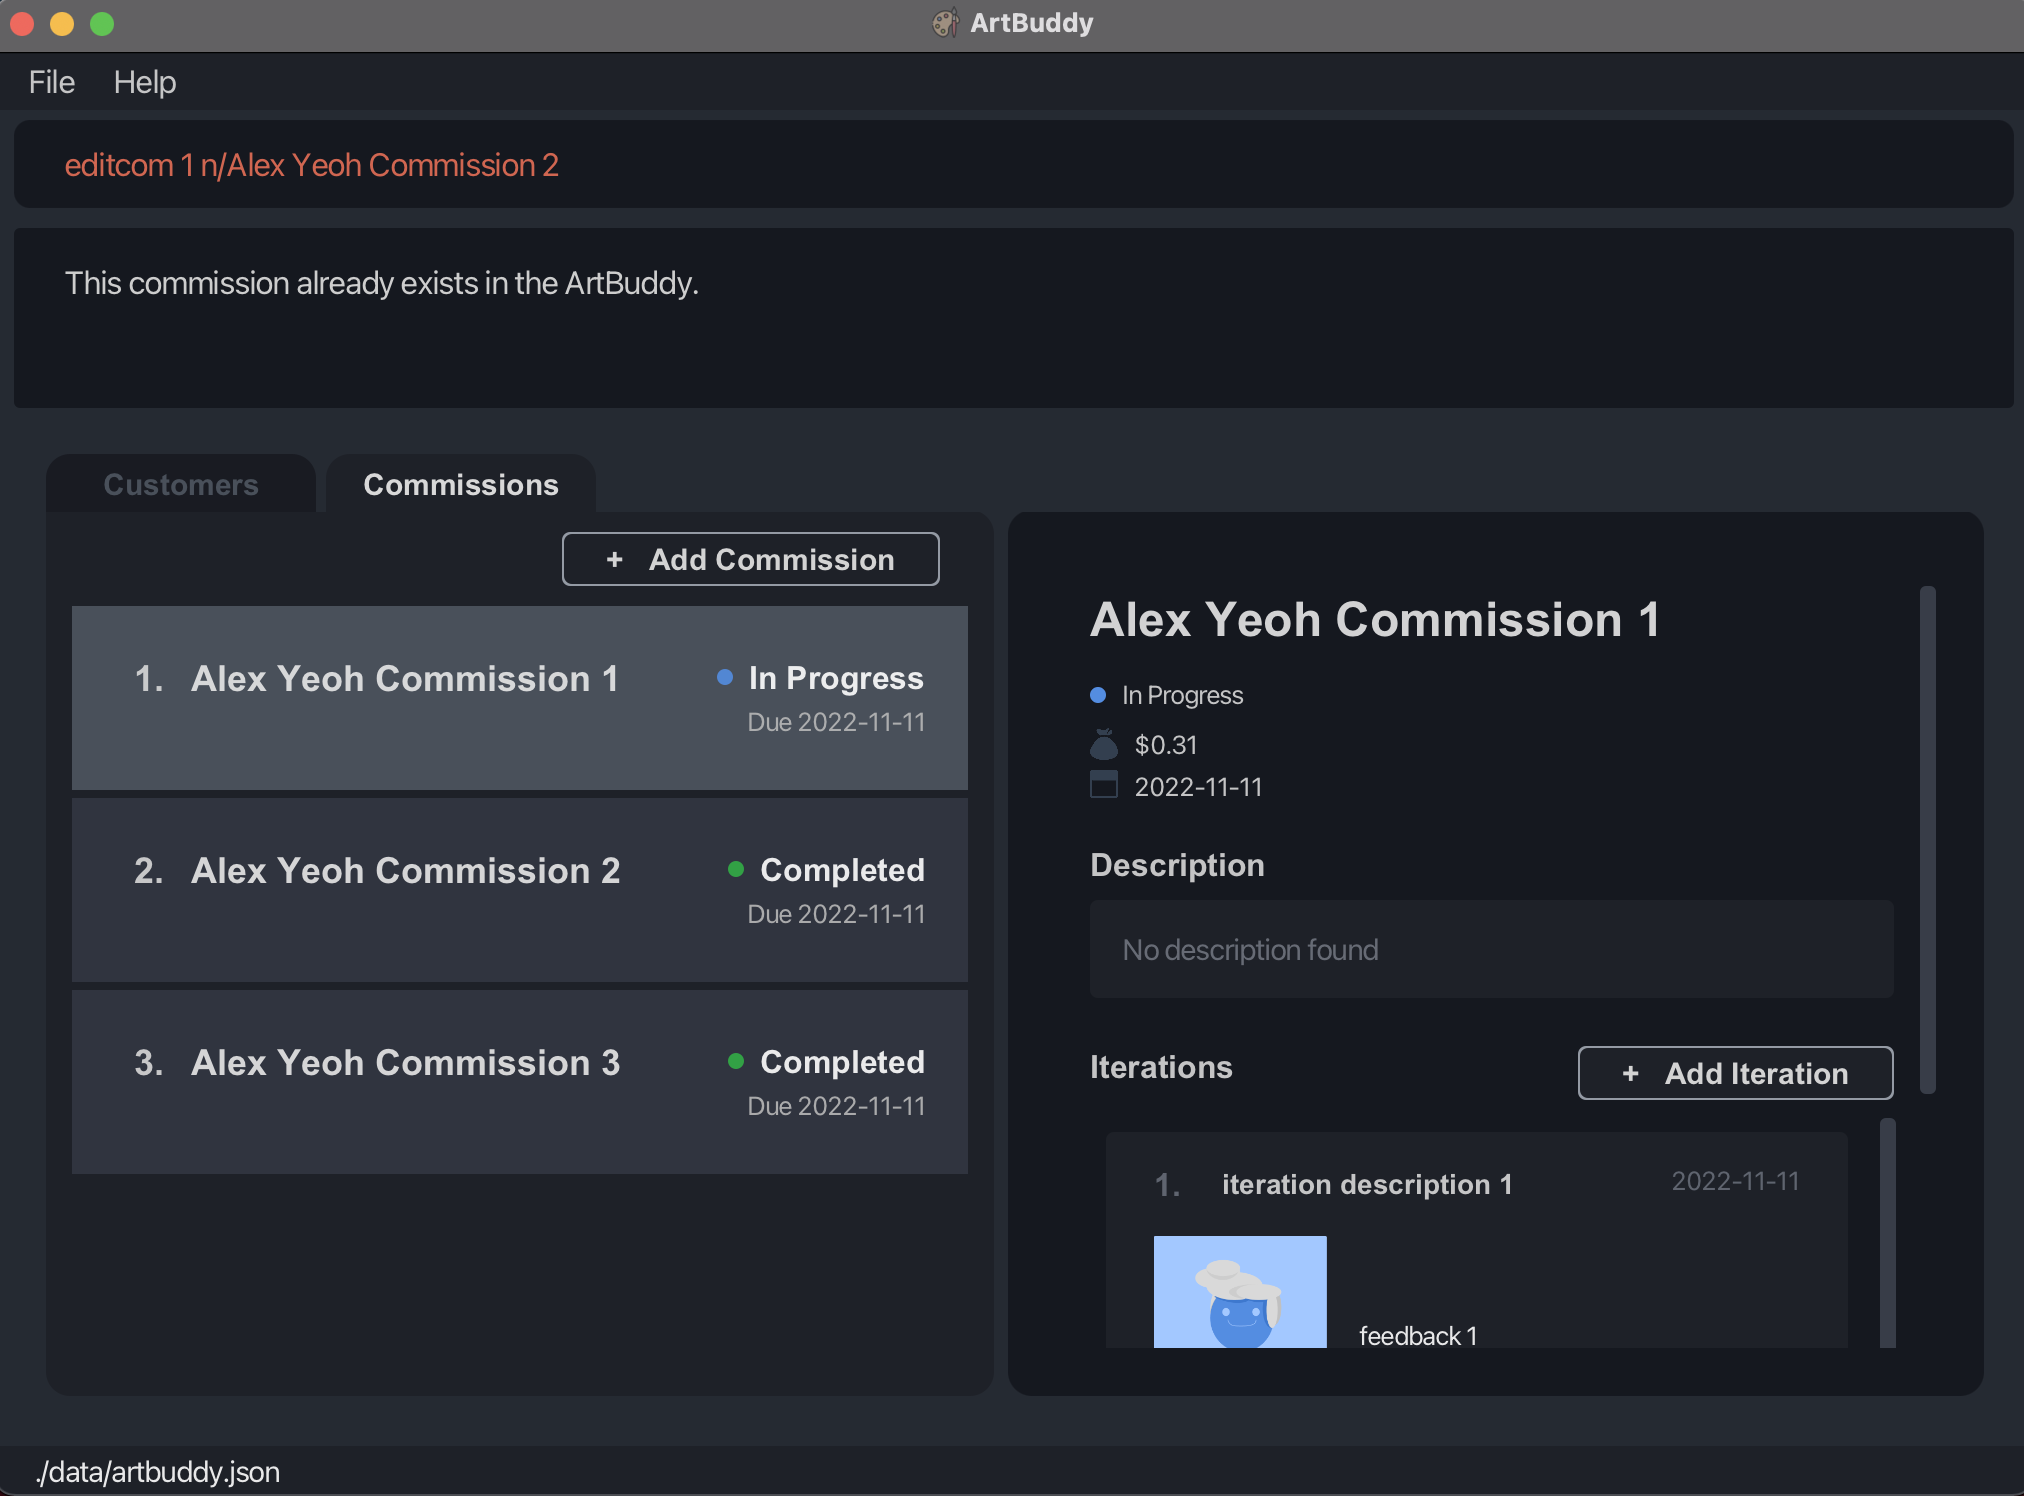 ArtBuddy
File Help
editcom 1 n/Alex Yeoh Commission 2
This commission already exists in the ArtBuddy.
Customers Commissions
+ Add Commission
1. Alex Yeoh Commission 1 In Progress
Due 2022-11-11
2. Alex Yeoh Commission 2 Completed
Due 2022-11-11
3. Alex Yeoh Commission 3 Completed
Due 2022-11-11
Alex Yeoh Commission 1
In Progress
$0.31
2022-11-11
Description
No description found
Iterations + Add Iteration
1. iteration description 1 2022-11-11
feedback 1
./data/artbuddy.json